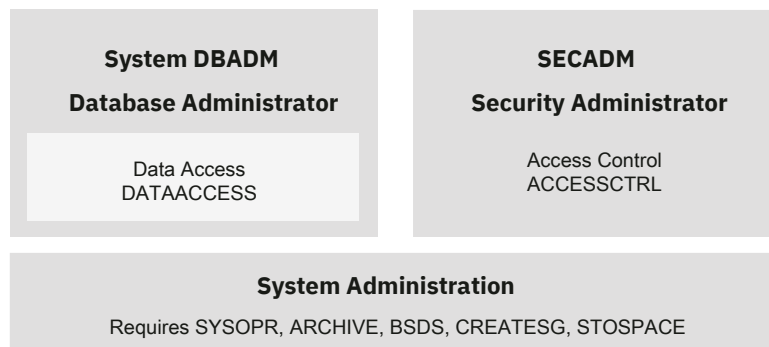 System DBADM
Database Administrator
Data Access
DATAACCESS
SECADM
Security Administrator
Access Control
ACCESSCTRL
System Administration
Requires SYSOPR, ARCHIVE, BSDS, CREATESG, STOSPACE